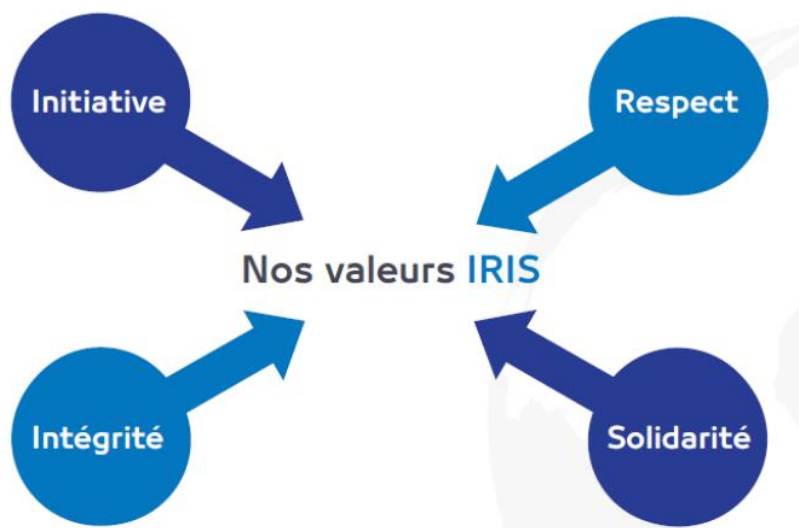 Initiative
Respect
Nos valeurs IRIS
Intégrité
Solidarité